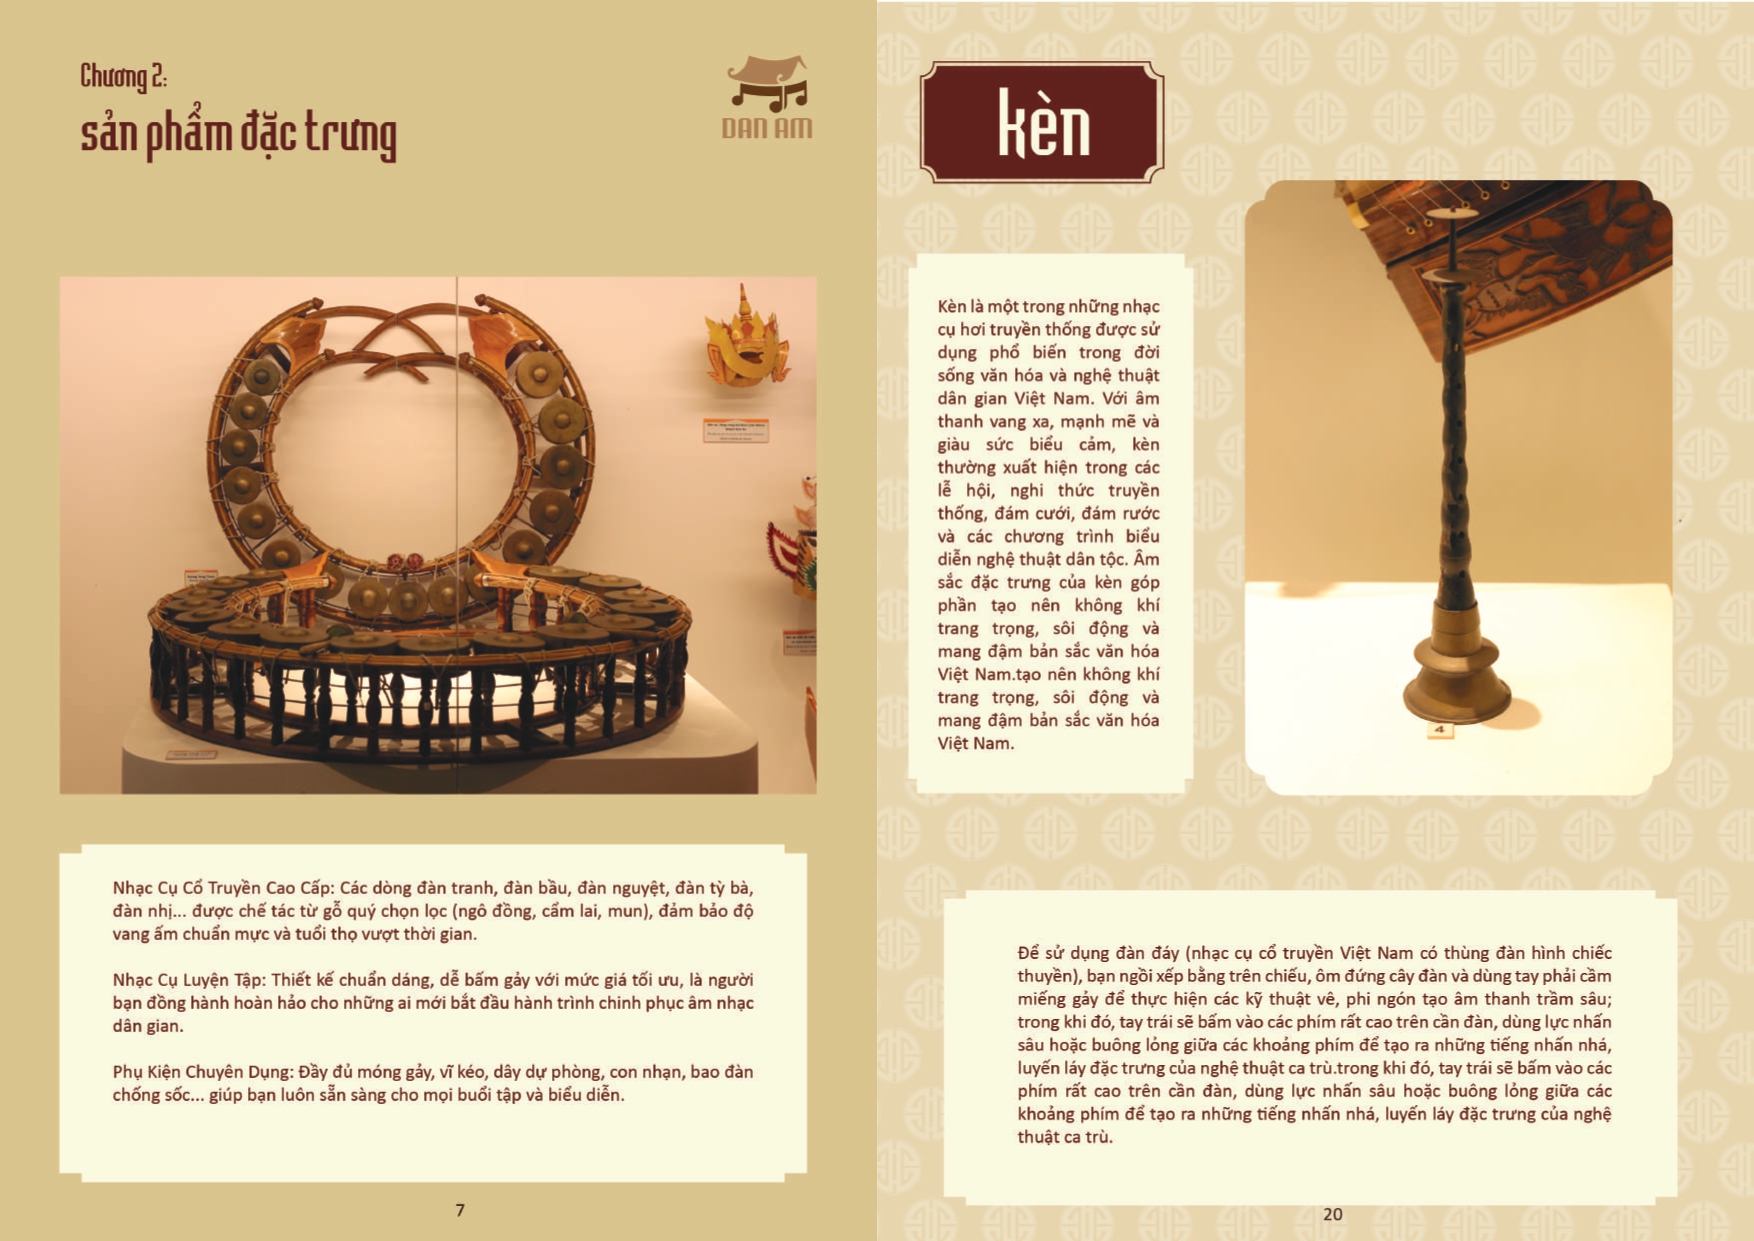 Chương 2:
sản phẩm đặc trưng
DAN AM
Nhạc Cụ Cổ Truyền Cao Cấp: Các dòng đàn tranh, đàn bầu, đàn nguyệt, đàn tỳ bà,
đàn nhị... được chế tác từ gỗ quý chọn lọc (ngô đồng, cẩm lai, mun), đảm bảo độ
vang ấm chuẩn mực và tuổi thọ vượt thời gian.
Nhạc Cụ Luyện Tập: Thiết kế chuẩn dáng, dễ bấm gảy với mức giá tối ưu, là người
bạn đồng hành hoàn hảo cho những ai mới bắt đầu hành trình chinh phục âm nhạc
dân gian.
Phụ Kiện Chuyên Dụng: Đầy đủ móng gảy, vĩ kéo, dây dự phòng, con nhạn, bao đàn
chống sốc... giúp bạn luôn sẵn sàng cho mọi buổi tập và biểu diễn.
7
kèn
Kèn là một trong những nhạc
cụ hơi truyền thống được sử
dụng phổ biến trong đời
sống văn hóa và nghệ thuật
dân gian Việt Nam. Với âm
thanh vang xa, mạnh mẽ và
giàu sức biểu cảm, kèn
thường xuất hiện trong các
lễ hội, nghi thức truyền
thống, đám cưới, đám rước
và các chương trình biểu
diễn nghệ thuật dân tộc. Âm
sắc đặc trưng của kèn góp
phần tạo nên không khí
trang trọng, sôi động và
mang đậm bản sắc văn hóa
Việt Nam.tạo nên không khí
trang trọng, sôi động và
mang đậm bản sắc văn hóa
Việt Nam.
4
Để sử dụng đàn đáy (nhạc cụ cổ truyền Việt Nam có thùng đàn hình chiếc
thuyền), bạn ngồi xếp bằng trên chiếu, ôm đứng cây đàn và dùng tay phải cầm
miếng gảy để thực hiện các kỹ thuật vê, phi ngón tạo âm thanh trầm sâu;
trong khi đó, tay trái sẽ bấm vào các phím rất cao trên cần đàn, dùng lực nhấn
sâu hoặc buông lỏng giữa các khoảng phím để tạo ra những tiếng nhấn nhá,
luyến láy đặc trưng của nghệ thuật ca trù.trong khi đó, tay trái sẽ bấm vào các
phím rất cao trên cần đàn, dùng lực nhấn sâu hoặc buông lỏng giữa các
khoảng phím để tạo ra những tiếng nhấn nhá, luyến láy đặc trưng của nghệ
thuật ca trù.
20